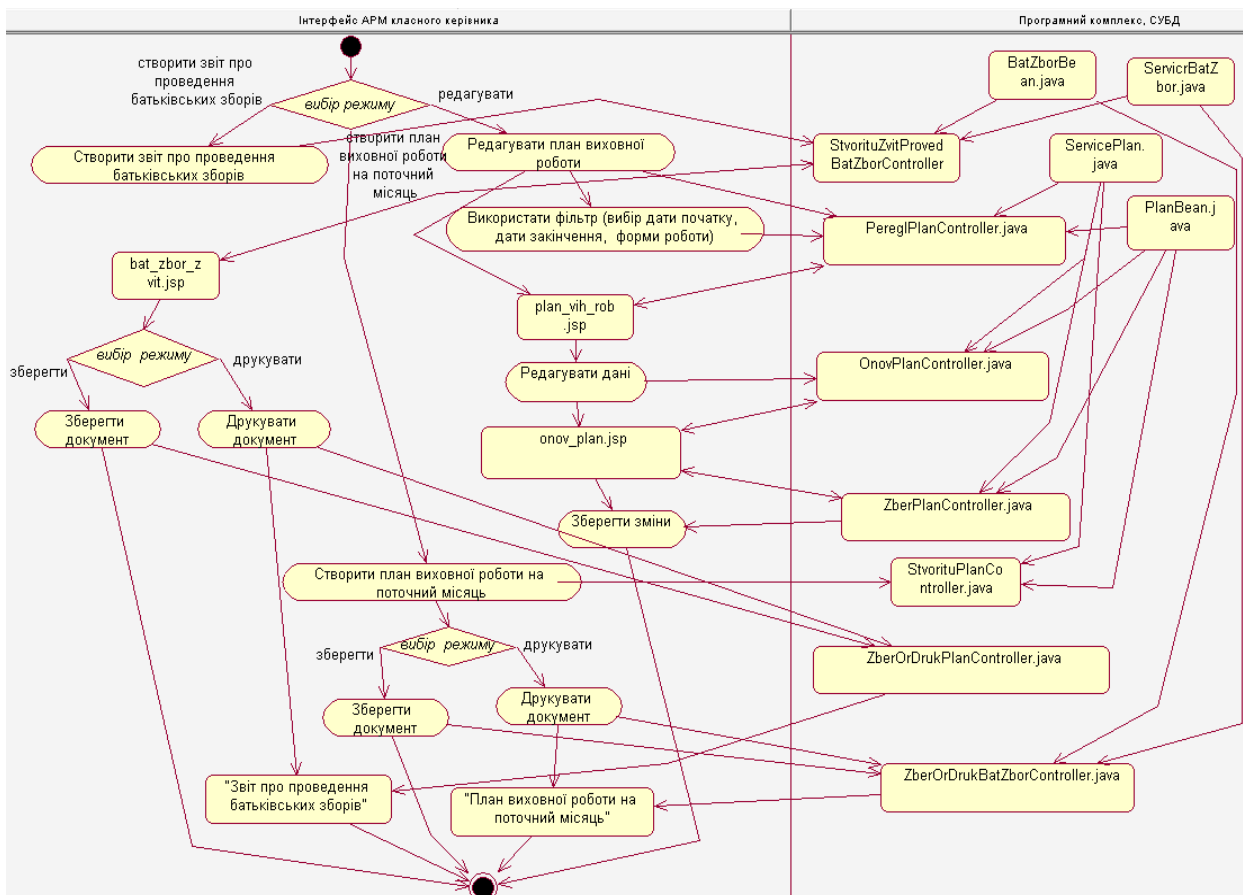 Інтерфейс АРМ класного керівника
Програмний комплекс, СУБД
створити звіт про
проведення
батьківських зборів
вибір режиму
редагувати
BatZborBe
an.java
ServicrBatZ
bor.java
Створити звіт про проведення
батьківських зборів
створити план
виховної роботи
на поточний
місяць
Редагувати план виховної
роботи
StvorituZvitProved
BatZborController
ServicePlan.
java
Використати фільтр (вибір дати початку,
дати закінчення, форми роботи)
PereglPlanController.java
PlanBean.j
ava
bat_zbor_z
vit.jsp
plan_vih_rob
.jsp
вибір режиму
зберегти
друкувати
Редагувати дані
OnovPlanController.java
Зберегти
документ
Друкувати
документ
onov_plan.jsp
Зберегти зміни
ZberPlanController.java
Створити план виховної роботи на
поточний місяць
StvorituPlanCo
ntroller.java
вибір режиму
зберегти
друкувати
ZberOrDrukPlanController.java
Зберегти
документ
Друкувати
документ
"Звіт про проведення
батьківських зборів"
"План виховної роботи на
поточний місяць"
ZberOrDrukBatZborController.java